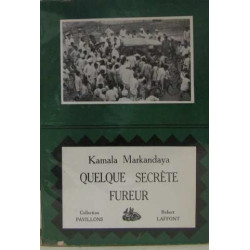 Kamala Markandaya
QUELQUE SECRÈTE
FUREUR
Collection Robert
PAVILLONS LAFFONT